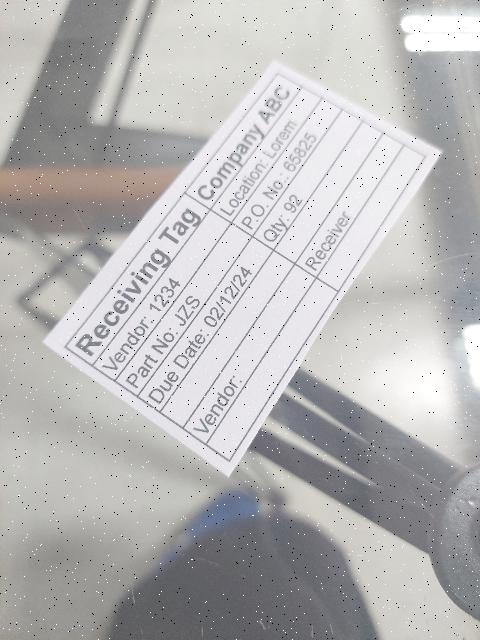 Receiving Tag Company ABC
Vendor: 1234 Location: Lorem
Part No: JZS P.O. No.: 65825
Due Date: 02/12/24 Qty: 92
Vendor: Receiver